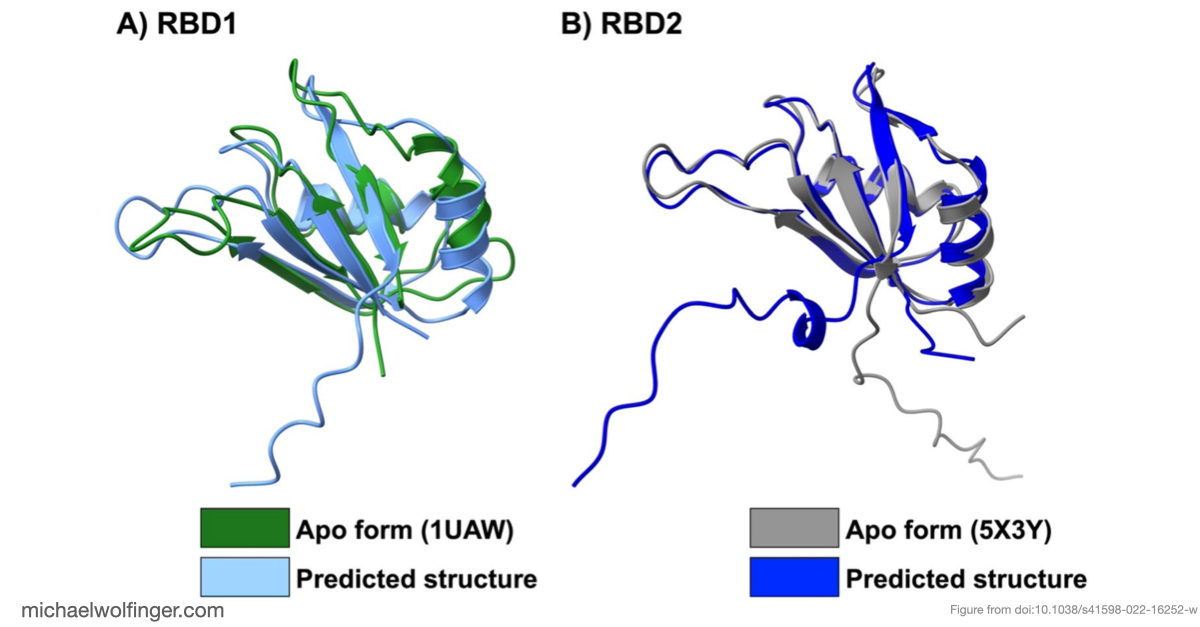 A) RBD1
B) RBD2
Apo form (1UAW)
Predicted structure
Apo form (5X3Y)
Predicted structure
michaelwolfinger.com
Figure from doi:10.1038/s41598-022-16252-w